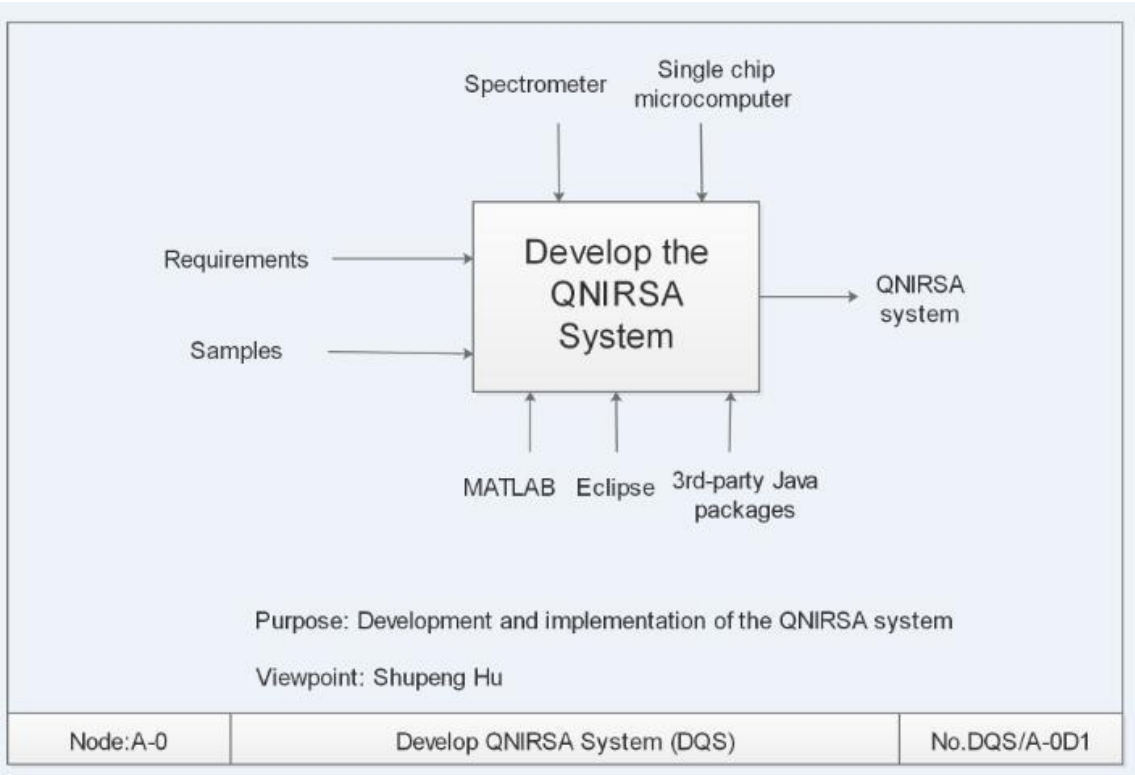 Spectrometer
Single chip
microcomputer
Requirements
Samples
Develop the
QNIRSA
System
QNIRSA
system
MATLAB
Eclipse
3rd-party Java
packages
Purpose: Development and implementation of the QNIRSA system
Viewpoint: Shupeng Hu
Node:A-0
Develop QNIRSA System (DQS)
No.DQS/A-0D1